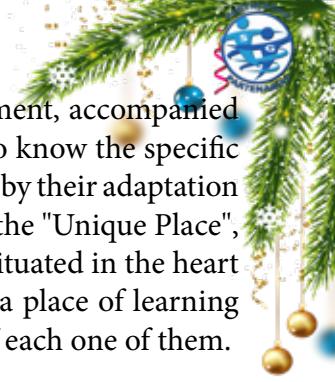 ment, accompanied
o know the specific
by their adaptation
the "Unique Place",
ituated in the heart
a place of learning
f each one of them.